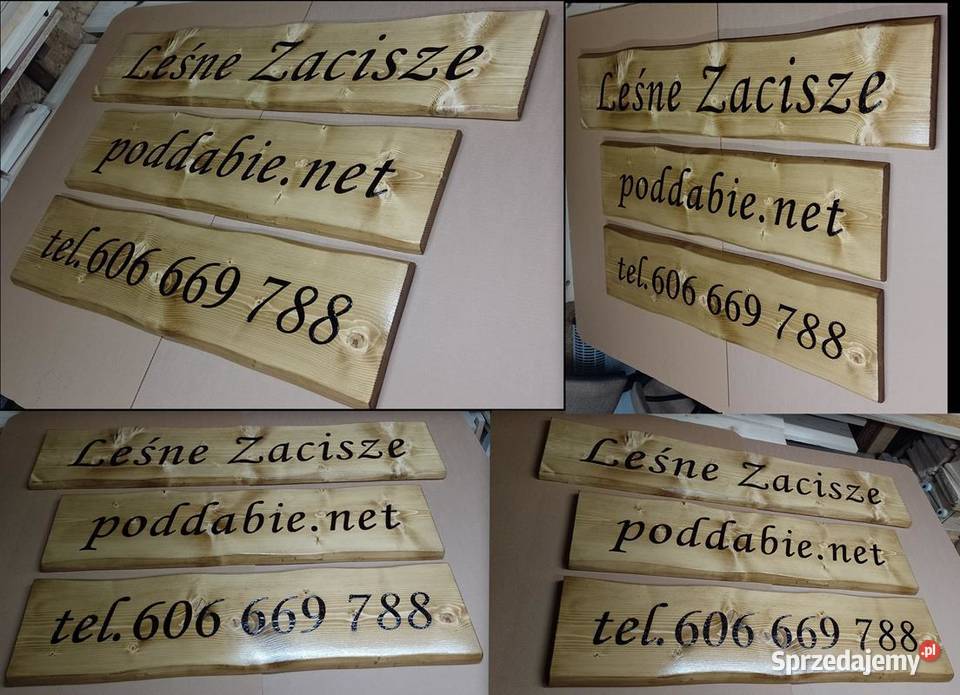 Leśne Zacisze
poddabie.net
tel. 606 669 788
Leśne Zacisze
poddabie.net
tel. 606 669 788
Leśne Zacisze
poddabie.net
tel. 606 669 788
Leśne Zacisze
poddabie.net
tel. 606 669 788
Sprzedajemy.pl